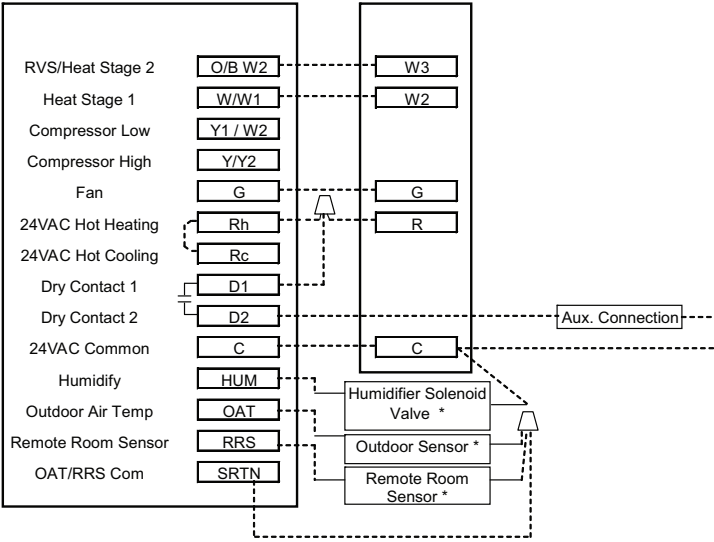 RVS/Heat Stage 2 O/B W2 W3
Heat Stage 1 W/W1 W2
Compressor Low Y1 / W2
Compressor High Y/Y2
Fan G G
24VAC Hot Heating Rh R
24VAC Hot Cooling Rc
Dry Contact 1 D1
Dry Contact 2 D2 Aux. Connection
24VAC Common C C
Humidify HUM
Humidifier Solenoid
Valve *
Outdoor Air Temp OAT
Outdoor Sensor *
Remote Room Sensor RRS
Remote Room
Sensor *
OAT/RRS Com SRTN